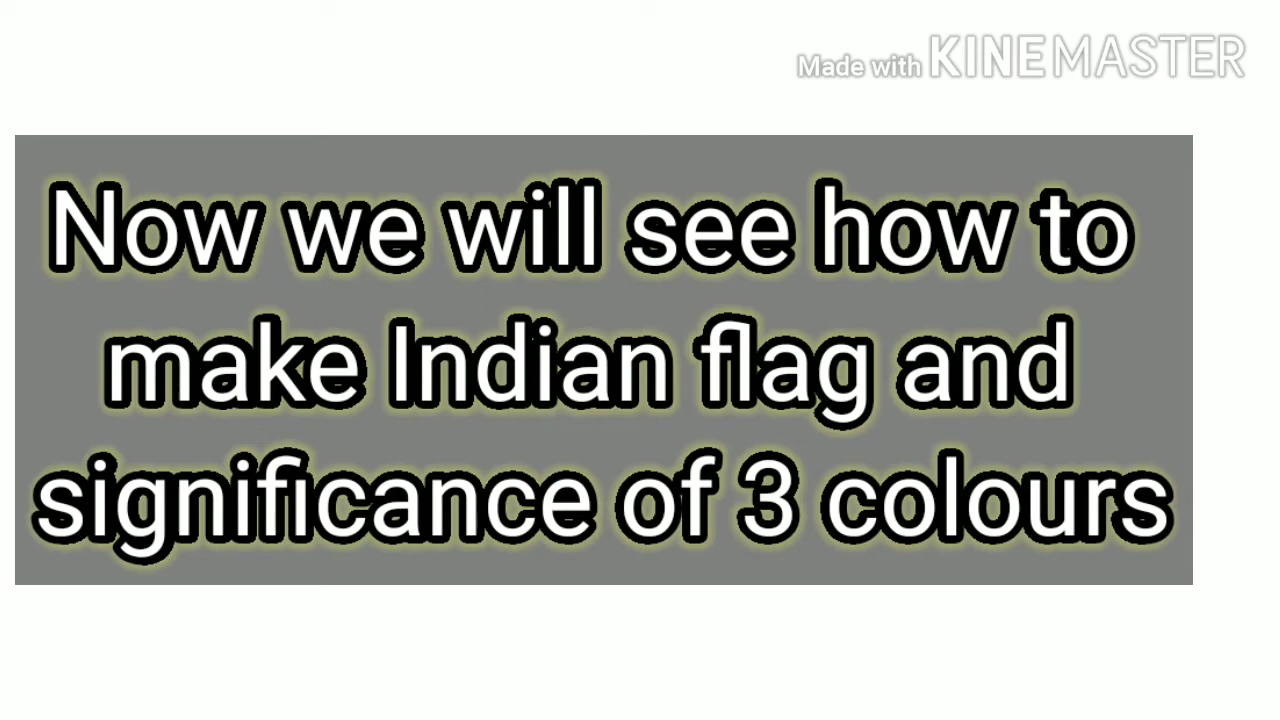 Made with KINEMASTER
Now we will see how to
make Indian flag and
significance of 3 colours